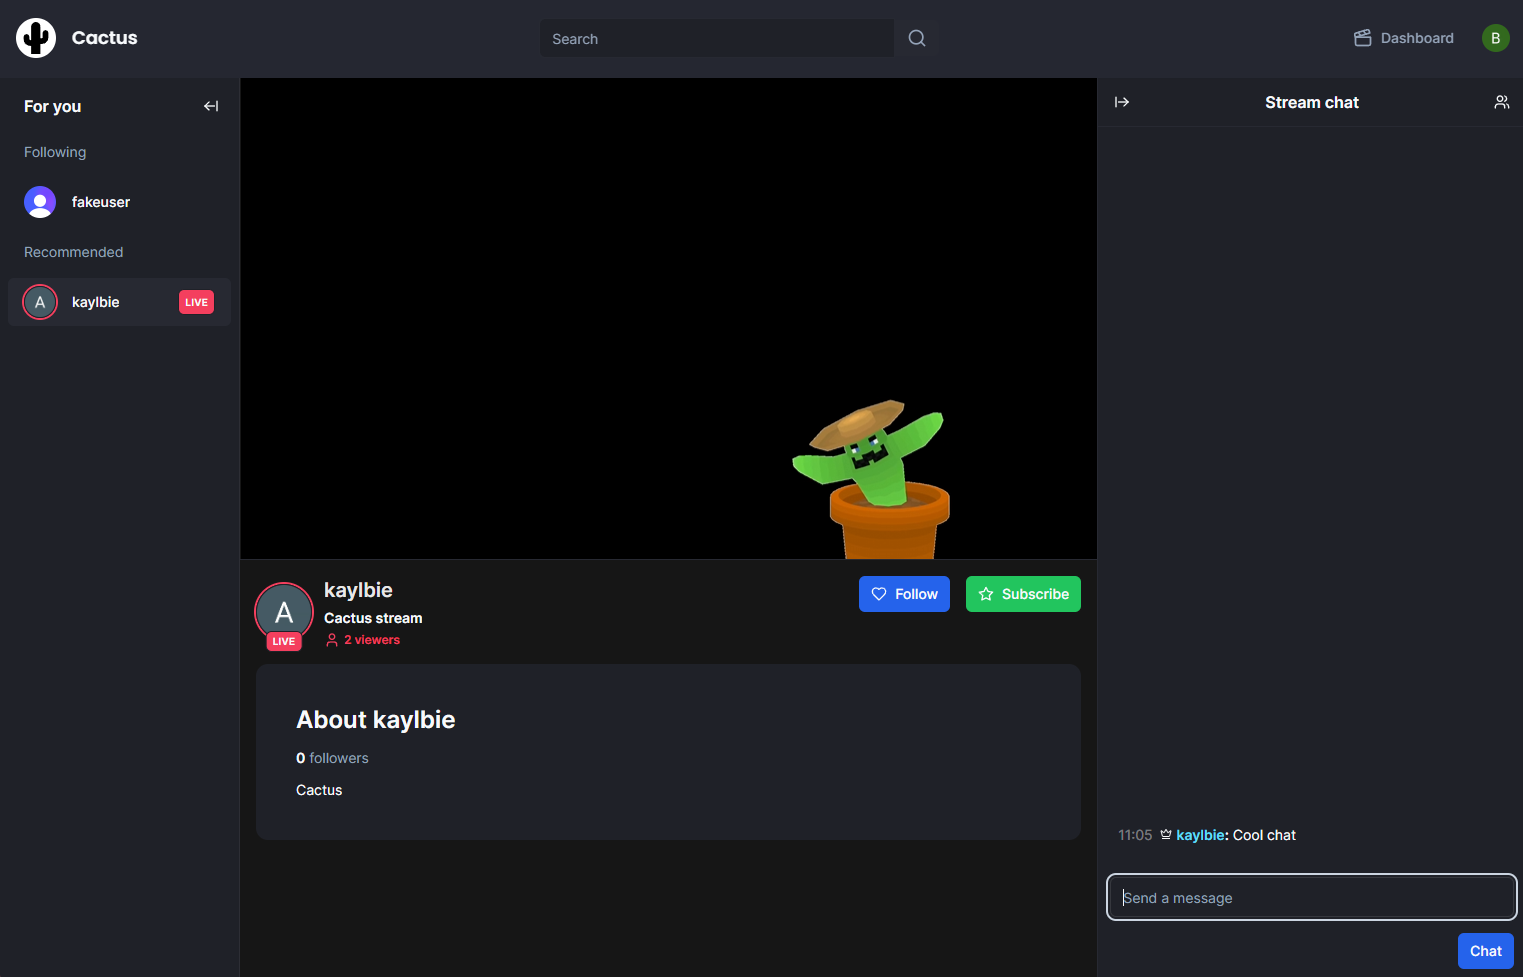 Cactus
Search
Dashboard
B
For you
Following
fakeuser
Recommended
A kaylbie LIVE
Stream chat
A
LIVE
kaylbie
Cactus stream
2 viewers
Follow
Subscribe
About kaylbie
0 followers
Cactus
11:05 kaylbie: Cool chat
Send a message
Chat